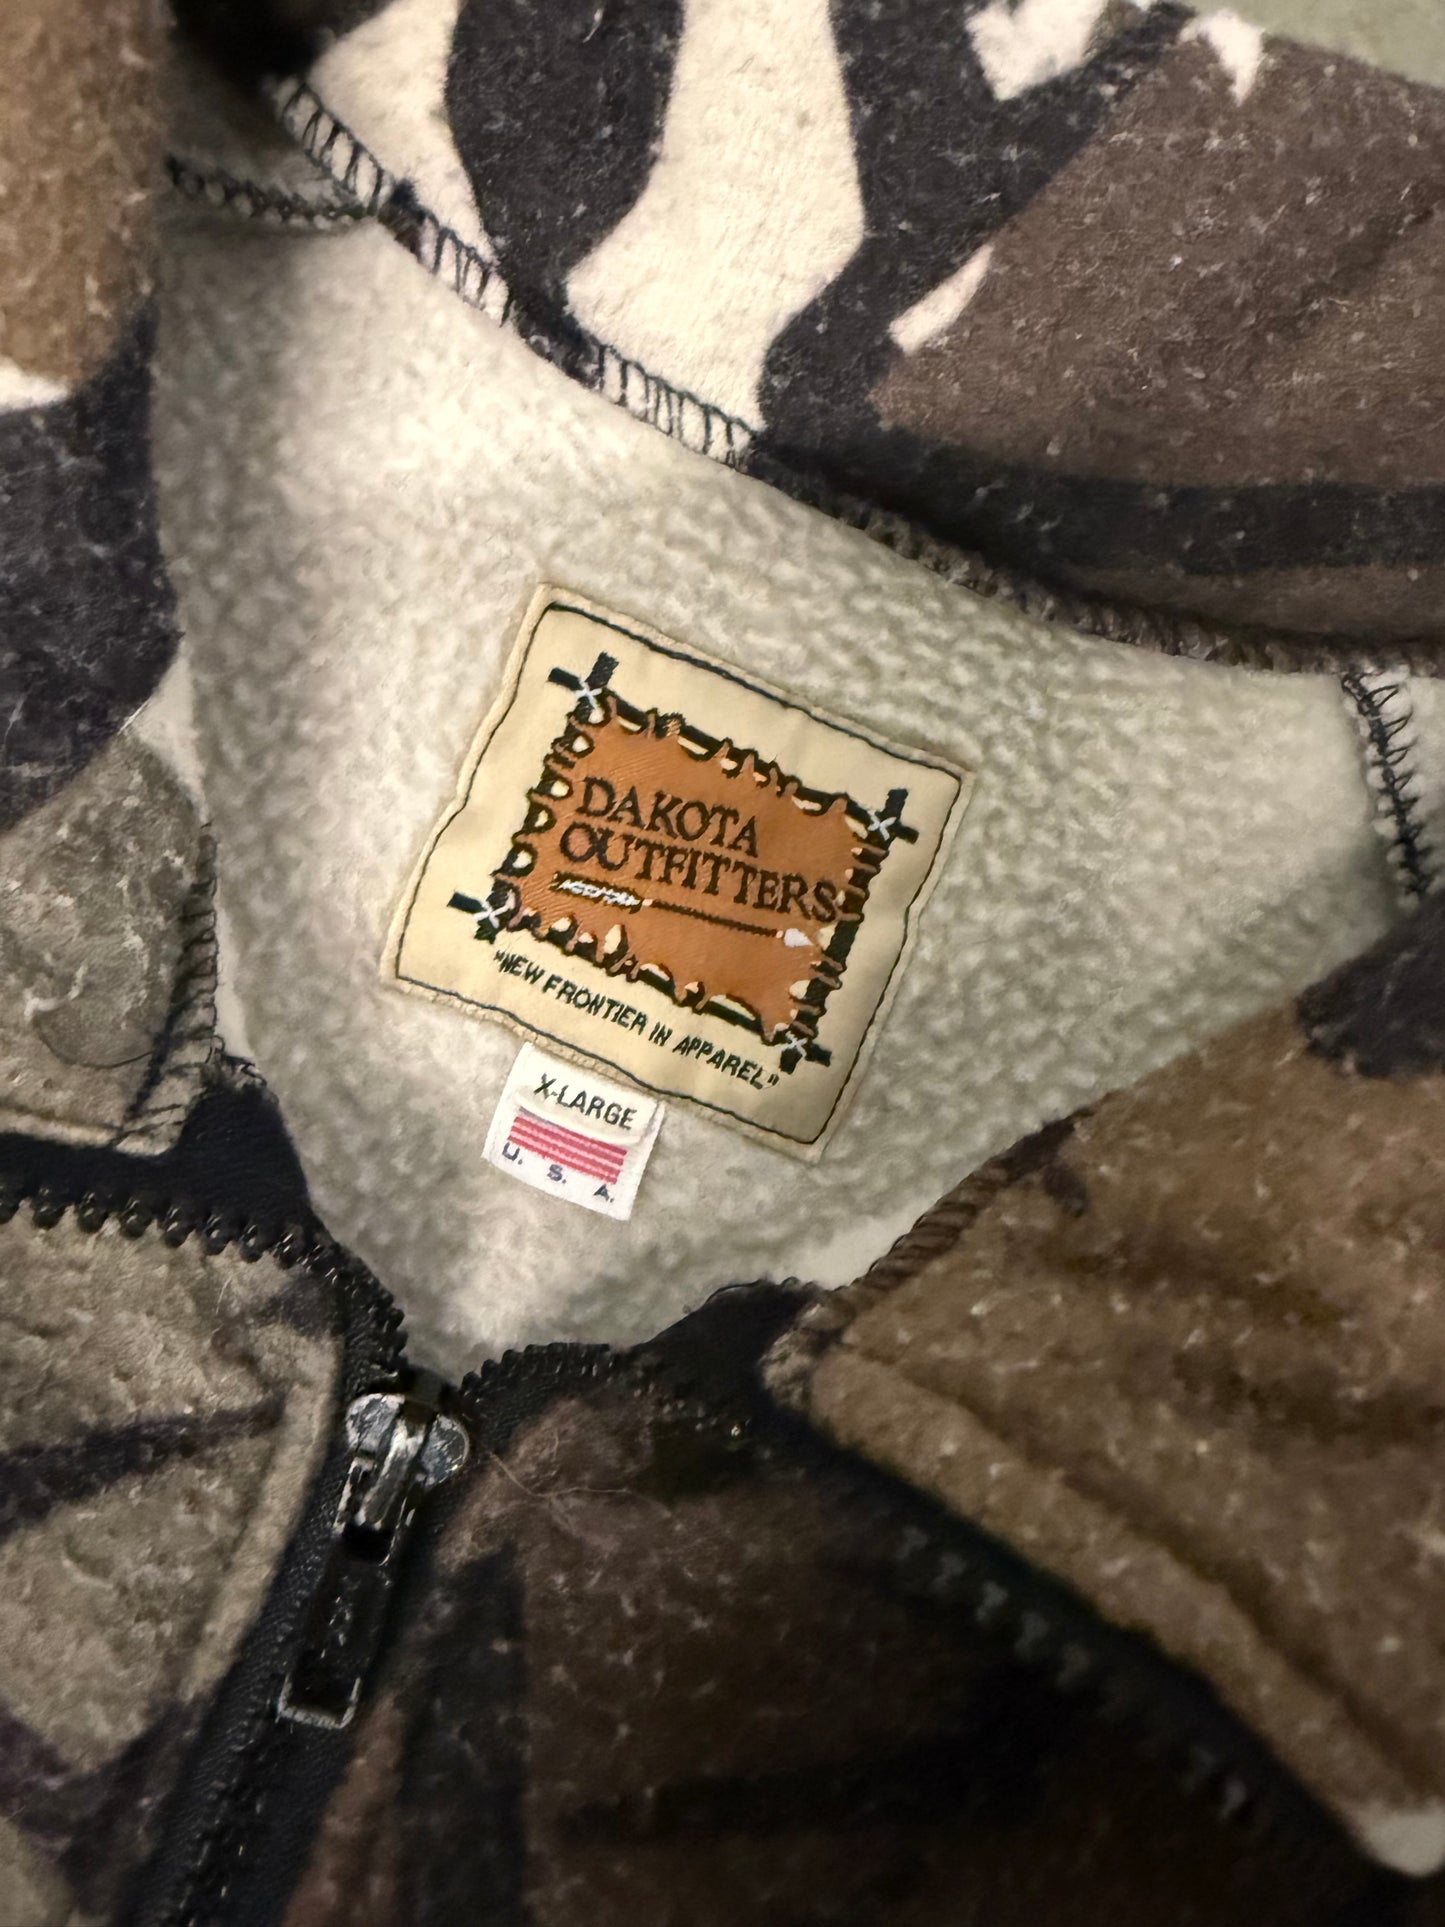 DAKOTA
OUTFITTERS
"NEW FRONTIER IN APPAREL"
X-LARGE
U. S. A.